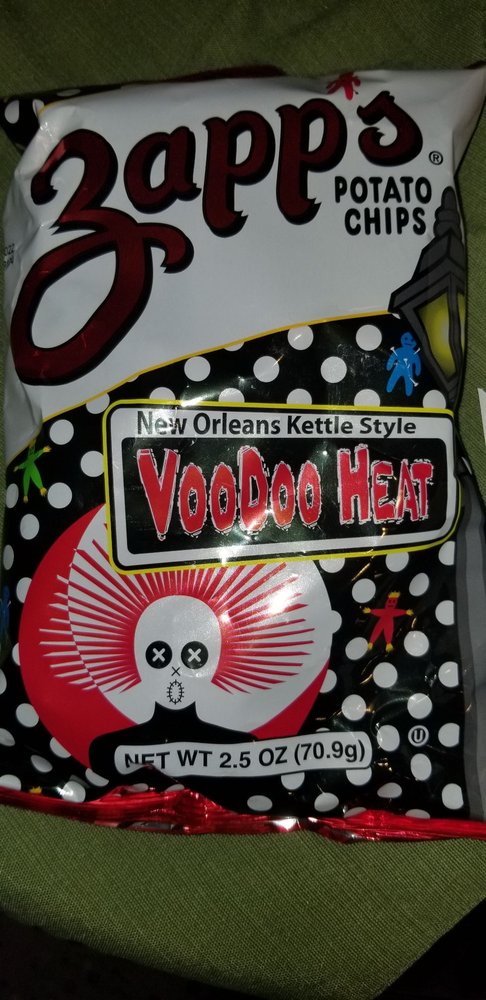 Zapp's®
POTATO
CHIPS
New Orleans Kettle Style
VOODOO HEAT
U
NET WT 2.5 OZ (70.9g)